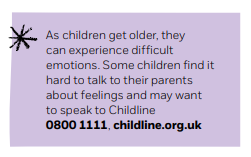 As children get older, they
can experience difficult
emotions. Some children find it
hard to talk to their parents
about feelings and may want
to speak to Childline
0800 1111, childline.org.uk